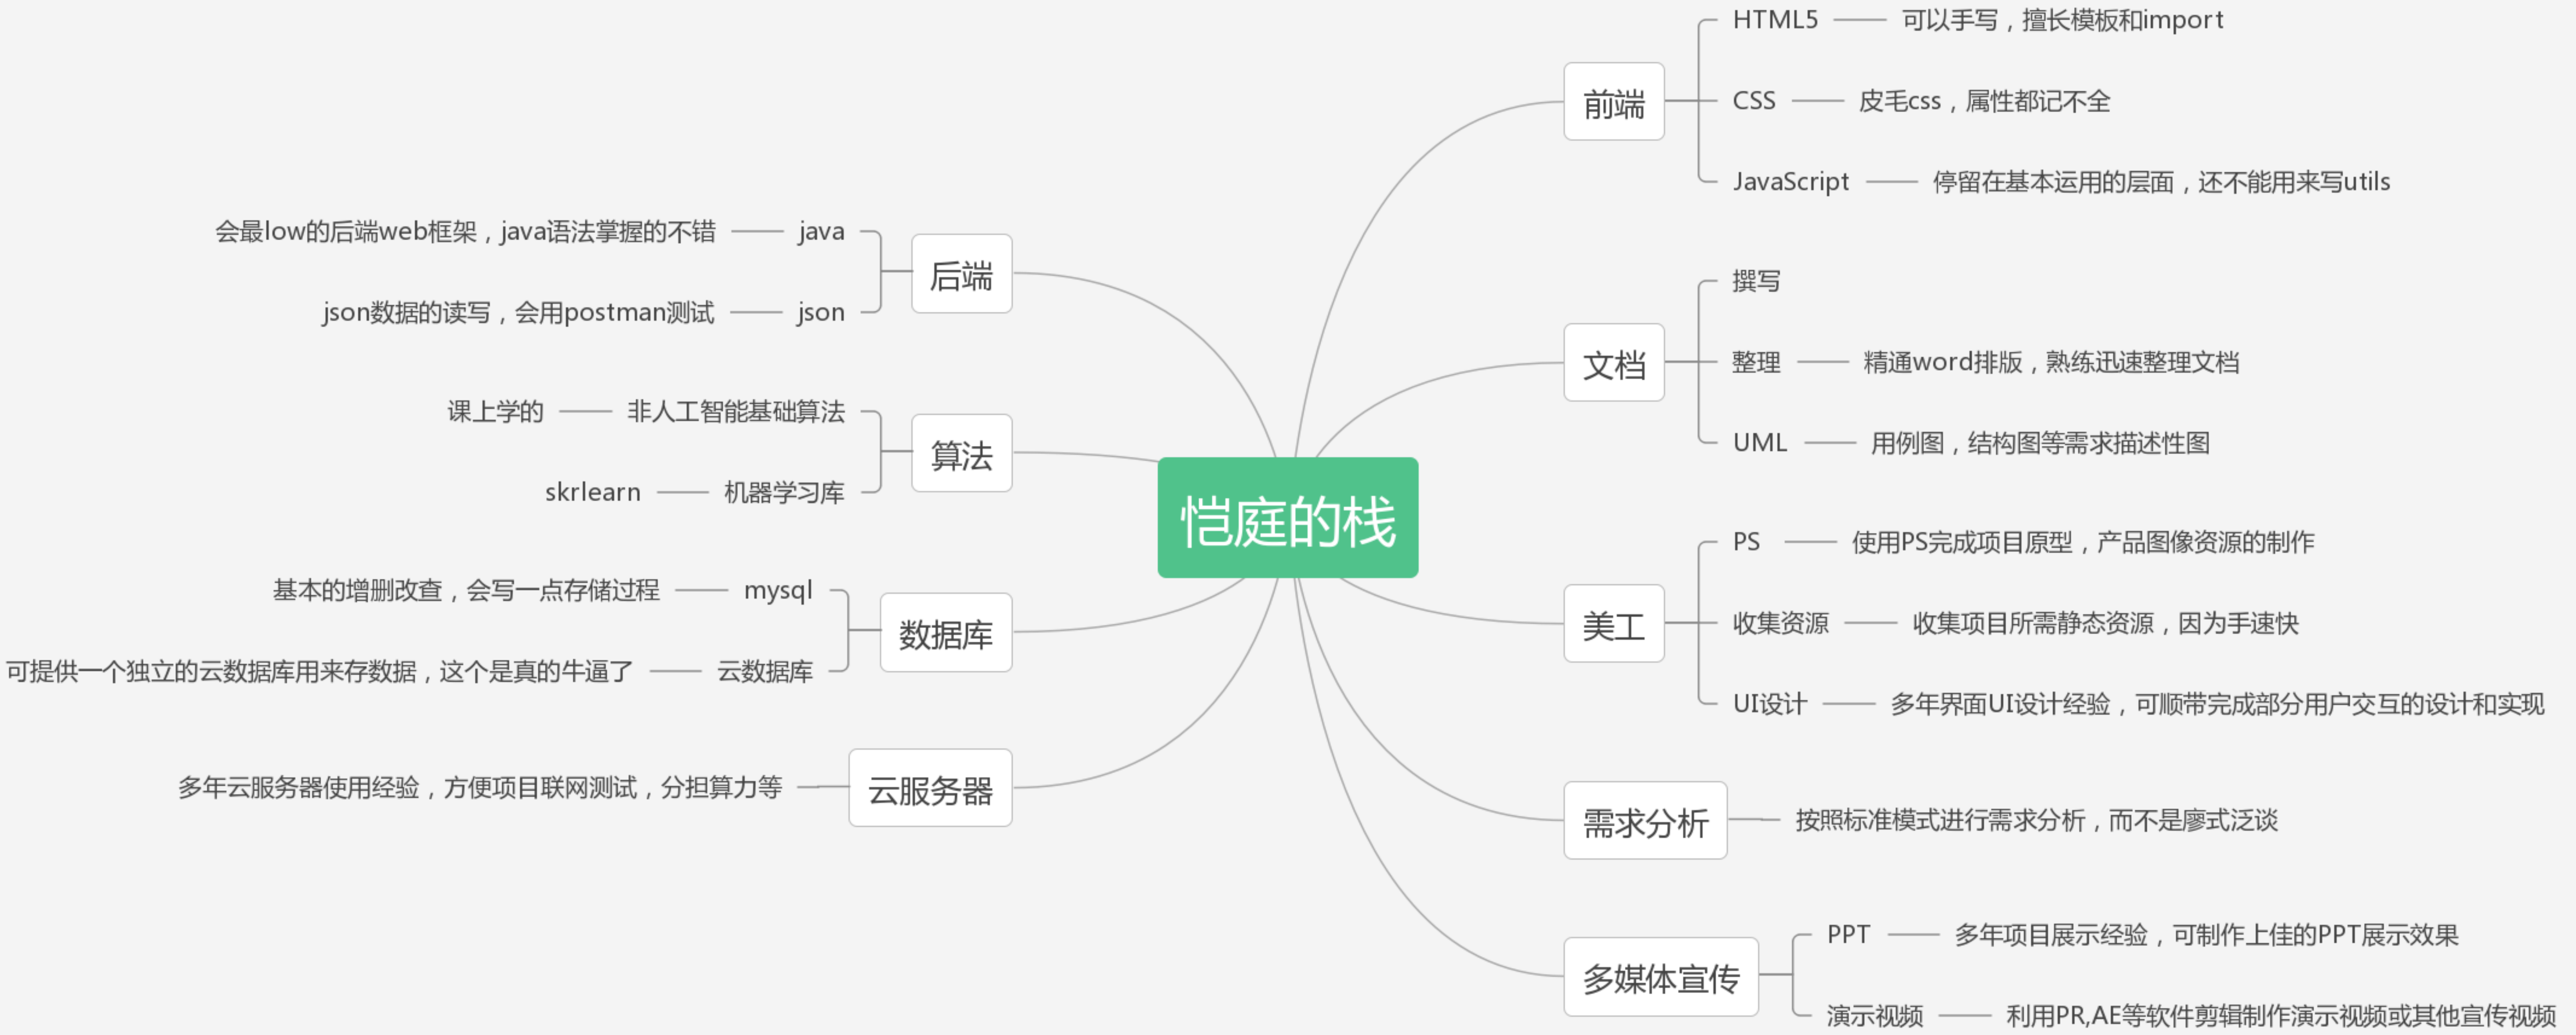 恺庭的栈
前端
HTML5
可以手写，擅长模板和import
CSS
皮毛css，属性都记不全
JavaScript
停留在基本运用的层面，还不能用来写utils
文档
撰写
整理
精通word排版，熟练迅速整理文档
UML
用例图，结构图等需求描述性图
美工
PS
使用PS完成项目原型，产品图像资源的制作
收集资源
收集项目所需静态资源，因为手速快
UI设计
多年界面UI设计经验，可顺带完成部分用户交互的设计和实现
需求分析
按照标准模式进行需求分析，而不是廖式泛谈
多媒体宣传
PPT
多年项目展示经验，可制作上佳的PPT展示效果
演示视频
利用PR,AE等软件剪辑制作演示视频或其他宣传视频
后端
java
会最low的后端web框架，java语法掌握的不错
json
json数据的读写，会用postman测试
算法
非人工智能基础算法
课上学的
机器学习库
skrlearn
数据库
mysql
基本的增删改查，会写一点存储过程
云数据库
可提供一个独立的云数据库用来存数据，这个是真的牛逼了
云服务器
多年云服务器使用经验，方便项目联网测试，分担算力等